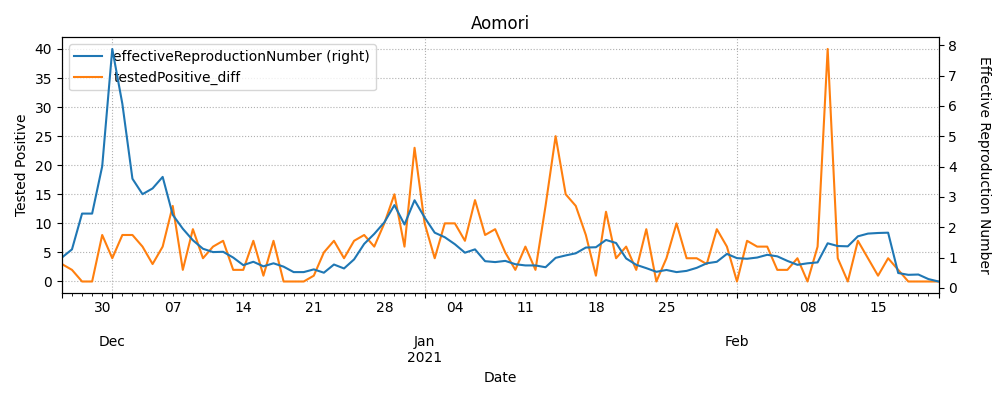 Aomori
effectiveReproductionNumber (right)
testedPositive_diff
Tested Positive
40
35
30
25
20
15
10
5
0
8
7
6
5
4
3
2
1
0
Effective Reproduction Number
30 07 14 21 28 04 11 18 25 08 15
Dec Jan Feb
2021
Date